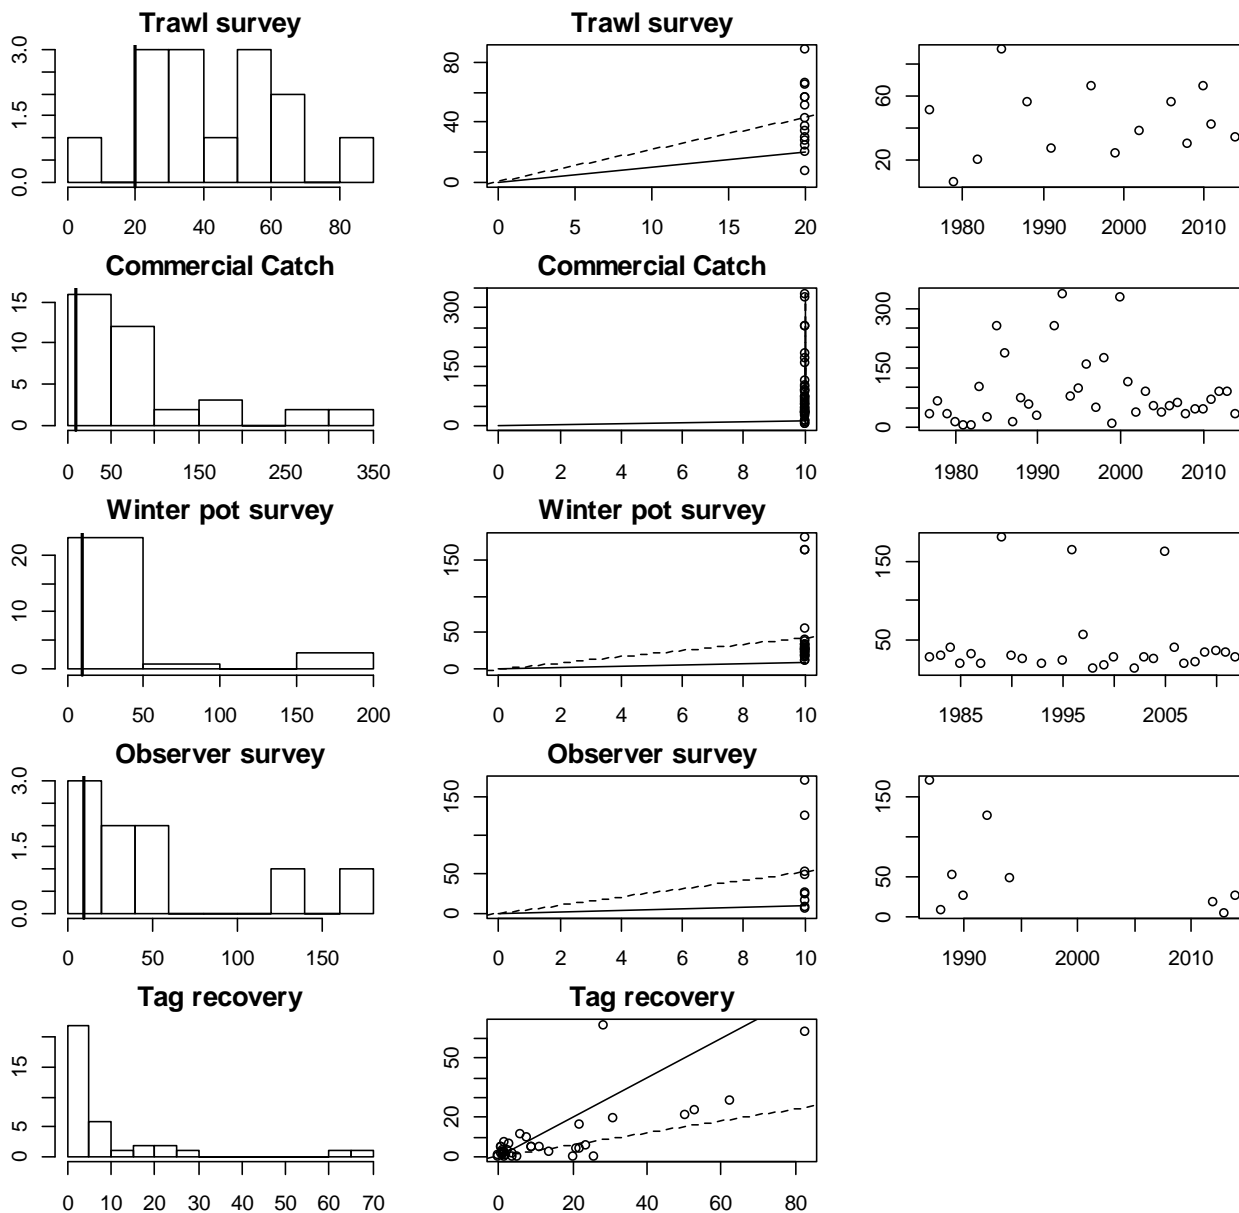 Trawl survey
Trawl survey
3.0
1.5
0.0
0 20 40 60 80
80
40
0
0 5 10 15 20
60
20
1980 1990 2000 2010
Commercial Catch
Commercial Catch
15
10
5
0
0 50 150 250 350
300
150
0
0 2 4 6 8 10
300
150
0
1980 1990 2000 2010
Winter pot survey
Winter pot survey
20
10
0
0 50 100 150 200
150
50
0
0 2 4 6 8 10
150
50
1985 1995 2005
Observer survey
Observer survey
3.0
1.5
0.0
0 50 100 150
150
50
0
0 2 4 6 8 10
150
50
0
1990 2000 2010
Tag recovery
Tag recovery
15
5
0
0 10 20 30 40 50 60 70
50
20
0
0 20 40 60 80